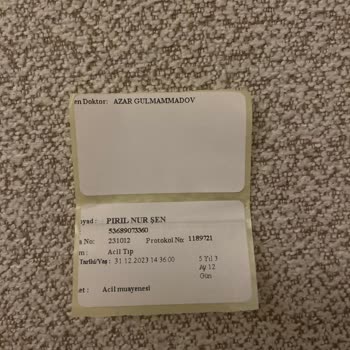 en Doktor: AZAR GULMAMMADOV
yad : PIRIL NUR ŞEN
53689073360
a No: 231012 Protokol No: 1189721
m : Acil Tıp
Tarihi/Yaş : 31.12.2023 14:36:00 5 Yıl 3
Ay 12
Gün
et : Acil muayenesi